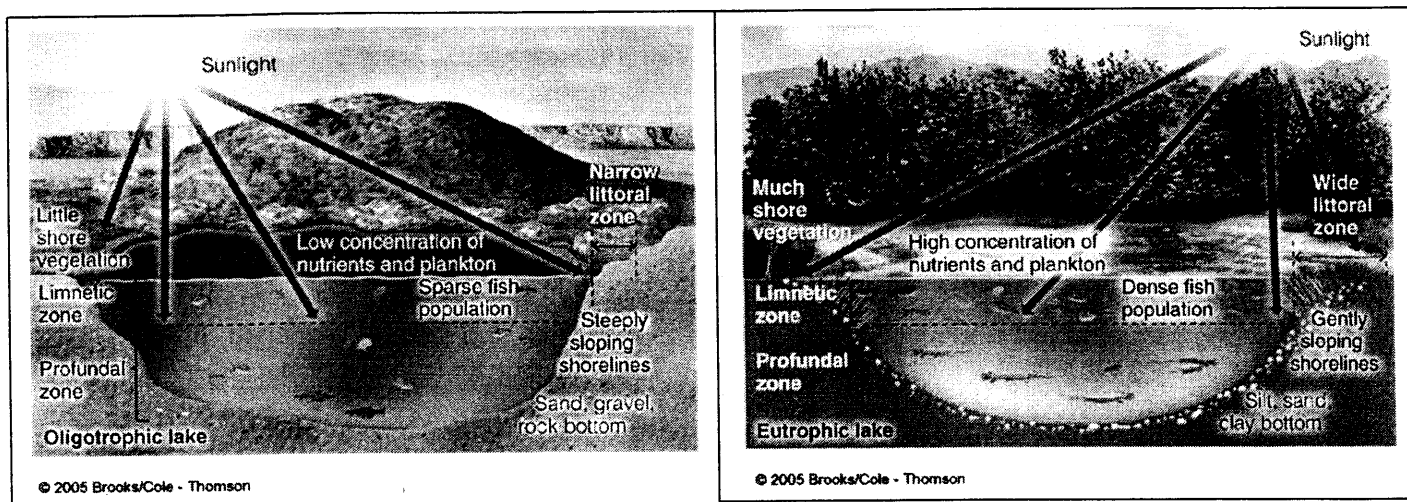 Sunlight
Narrow
littoral
zone
Little
shore
vegetation
Low concentration of
nutrients and plankton
Limnetic
zone
Sparse fish
population
Steeply
sloping
shorelines
Profundal
zone
Sand, gravel,
rock bottom
Oligotrophic lake
© 2005 Brooks/Cole - Thomson
Sunlight
Much
shore
vegetation
Wide
littoral
zone
High concentration of
nutrients and plankton
Limnetic
zone
Dense fish
population
Gently
sloping
shorelines
Profundal
zone
Silt, sand,
clay bottom
Eutrophic lake
© 2005 Brooks/Cole - Thomson